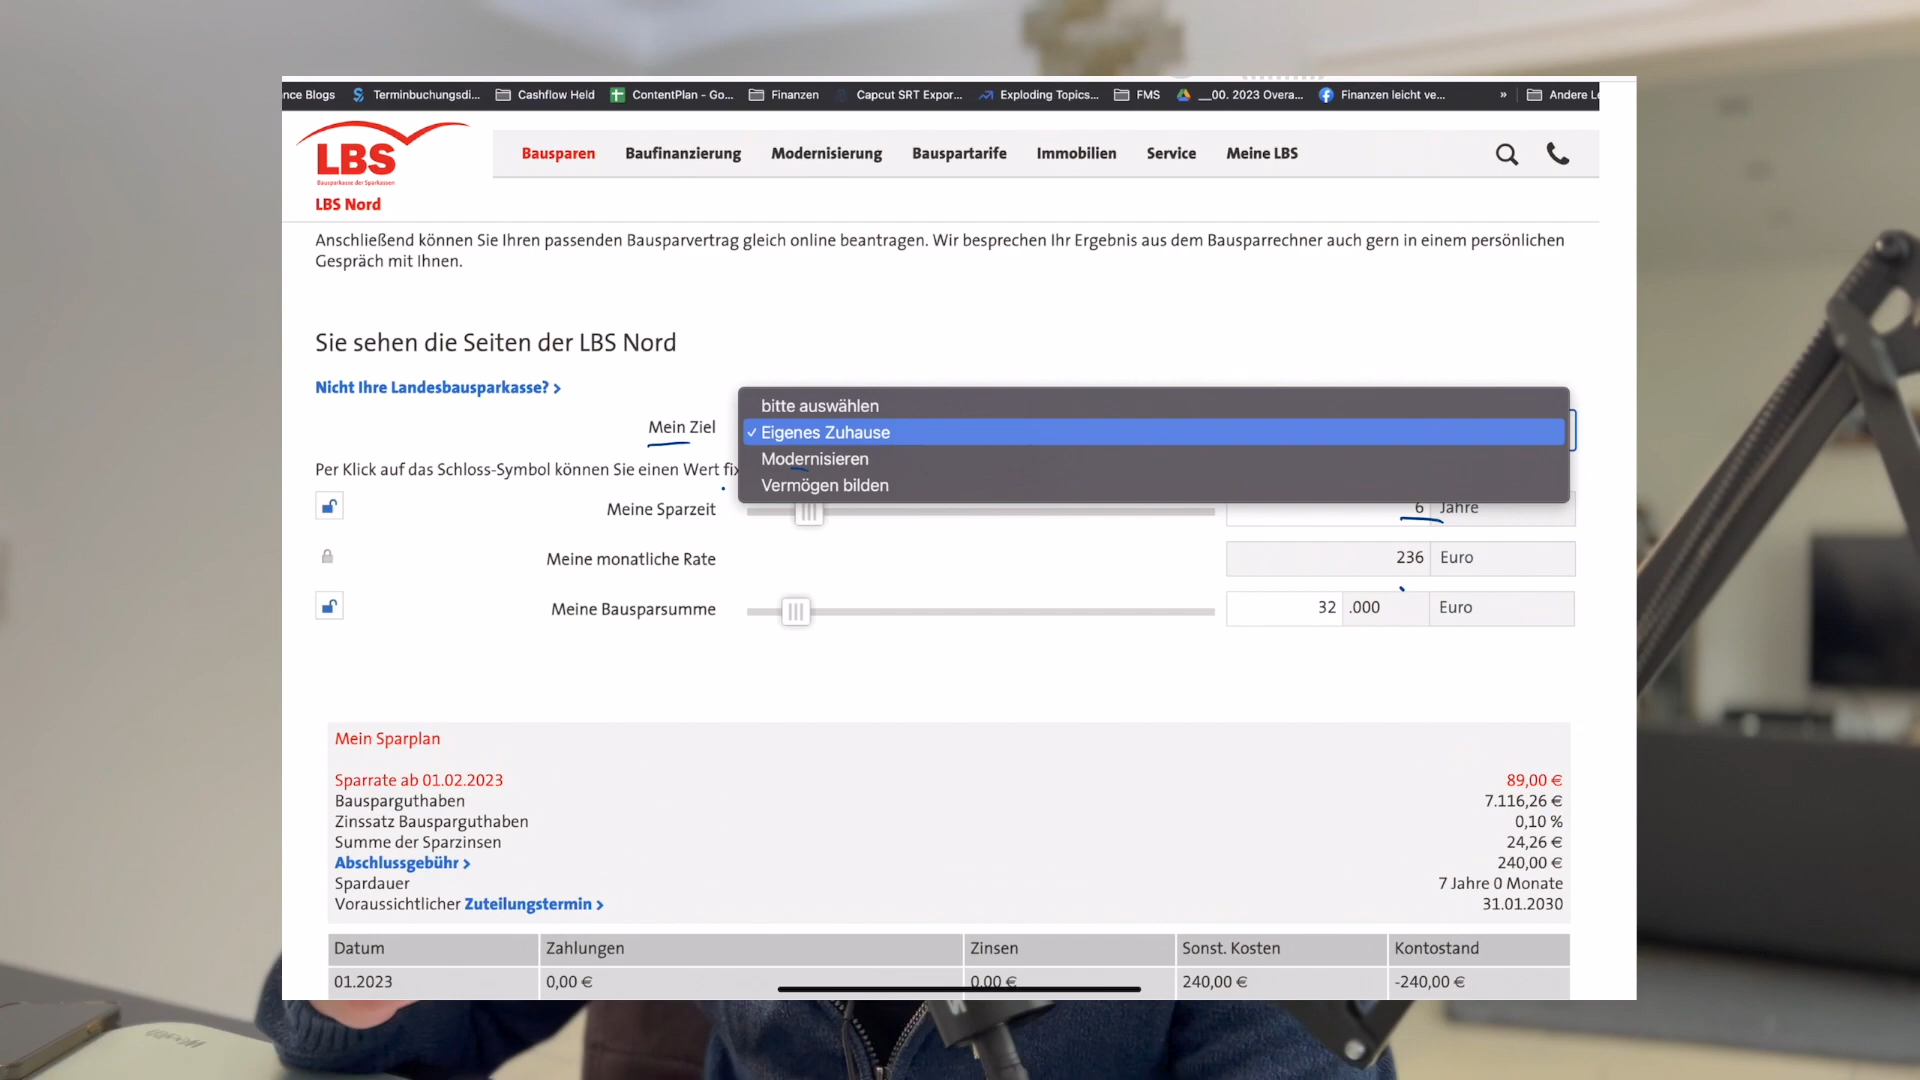 nce Blogs Terminbuchungsdi... Cashflow Held ContentPlan - Go... Finanzen Capcut SRT Expor... Exploding Topics... FMS __00. 2023 Overa... Finanzen leicht ve... » Andere Le
LBS
Bausparkasse der Sparkassen
LBS Nord
Bausparen Baufinanzierung Modernisierung Bauspartarife Immobilien Service Meine LBS
Anschließend können Sie Ihren passenden Bausparvertrag gleich online beantragen. Wir besprechen Ihr Ergebnis aus dem Bausparrechner auch gern in einem persönlichen
Gespräch mit Ihnen.
Sie sehen die Seiten der LBS Nord
Nicht Ihre Landesbausparkasse? >
Mein Ziel
bitte auswählen
✓ Eigenes Zuhause
Modernisieren
Vermögen bilden
Per Klick auf das Schloss-Symbol können Sie einen Wert fix
Meine Sparzeit 6 Jahre
Meine monatliche Rate 236 Euro
Meine Bausparsumme 32 .000 Euro
Mein Sparplan
Sparrate ab 01.02.2023 89,00 €
Bausparguthaben 7.116,26 €
Zinssatz Bausparguthaben 0,10 %
Summe der Sparzinsen 24,26 €
Abschlussgebühr > 240,00 €
Spardauer 7 Jahre 0 Monate
Voraussichtlicher Zuteilungstermin > 31.01.2030
Datum Zahlungen Zinsen Sonst. Kosten Kontostand
01.2023 0,00 € 0,00 € 240,00 € -240,00 €